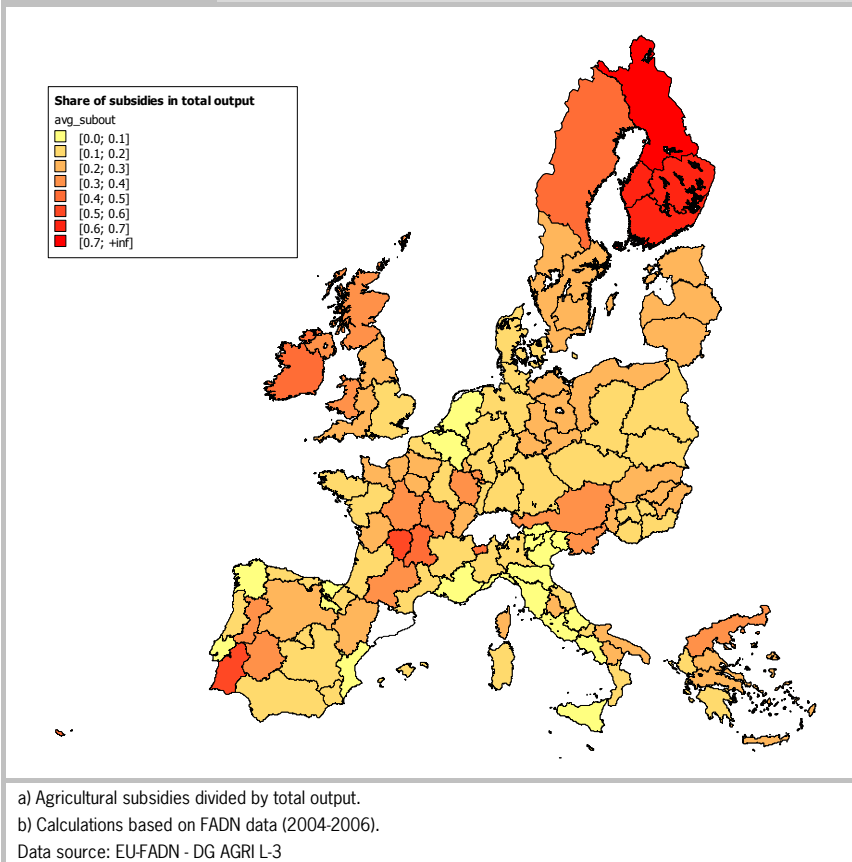 Share of subsidies in total output
avg_subout
[0.0; 0.1]
[0.1; 0.2]
[0.2; 0.3]
[0.3; 0.4]
[0.4; 0.5]
[0.5; 0.6]
[0.6; 0.7]
[0.7; +inf]
a) Agricultural subsidies divided by total output.
b) Calculations based on FADN data (2004-2006).
Data source: EU-FADN - DG AGRI L-3